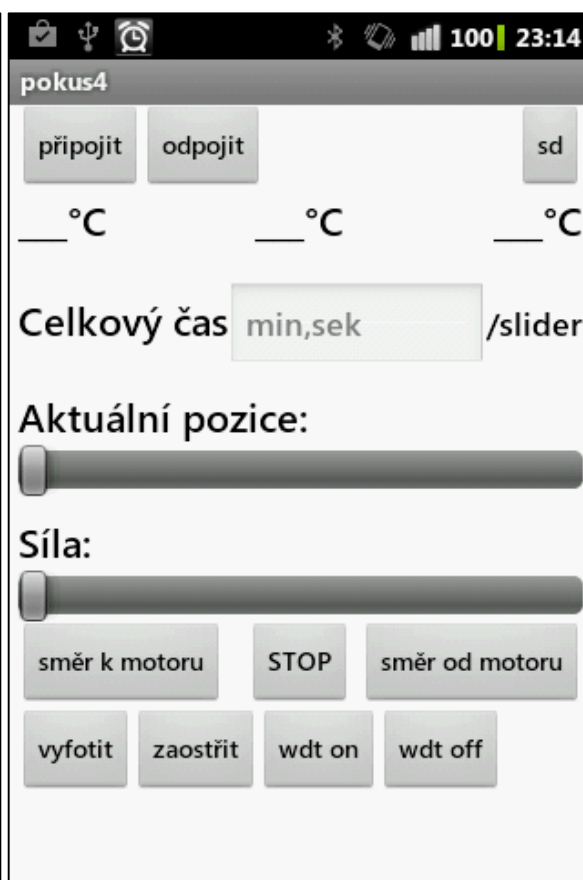 100 23:14
pokus4
připojit odpojit sd
___°C ___°C ___°C
Celkový čas min,sek /slider
Aktuální pozice:
Síla:
směr k motoru STOP směr od motoru
vyfotit zaostřit wdt on wdt off